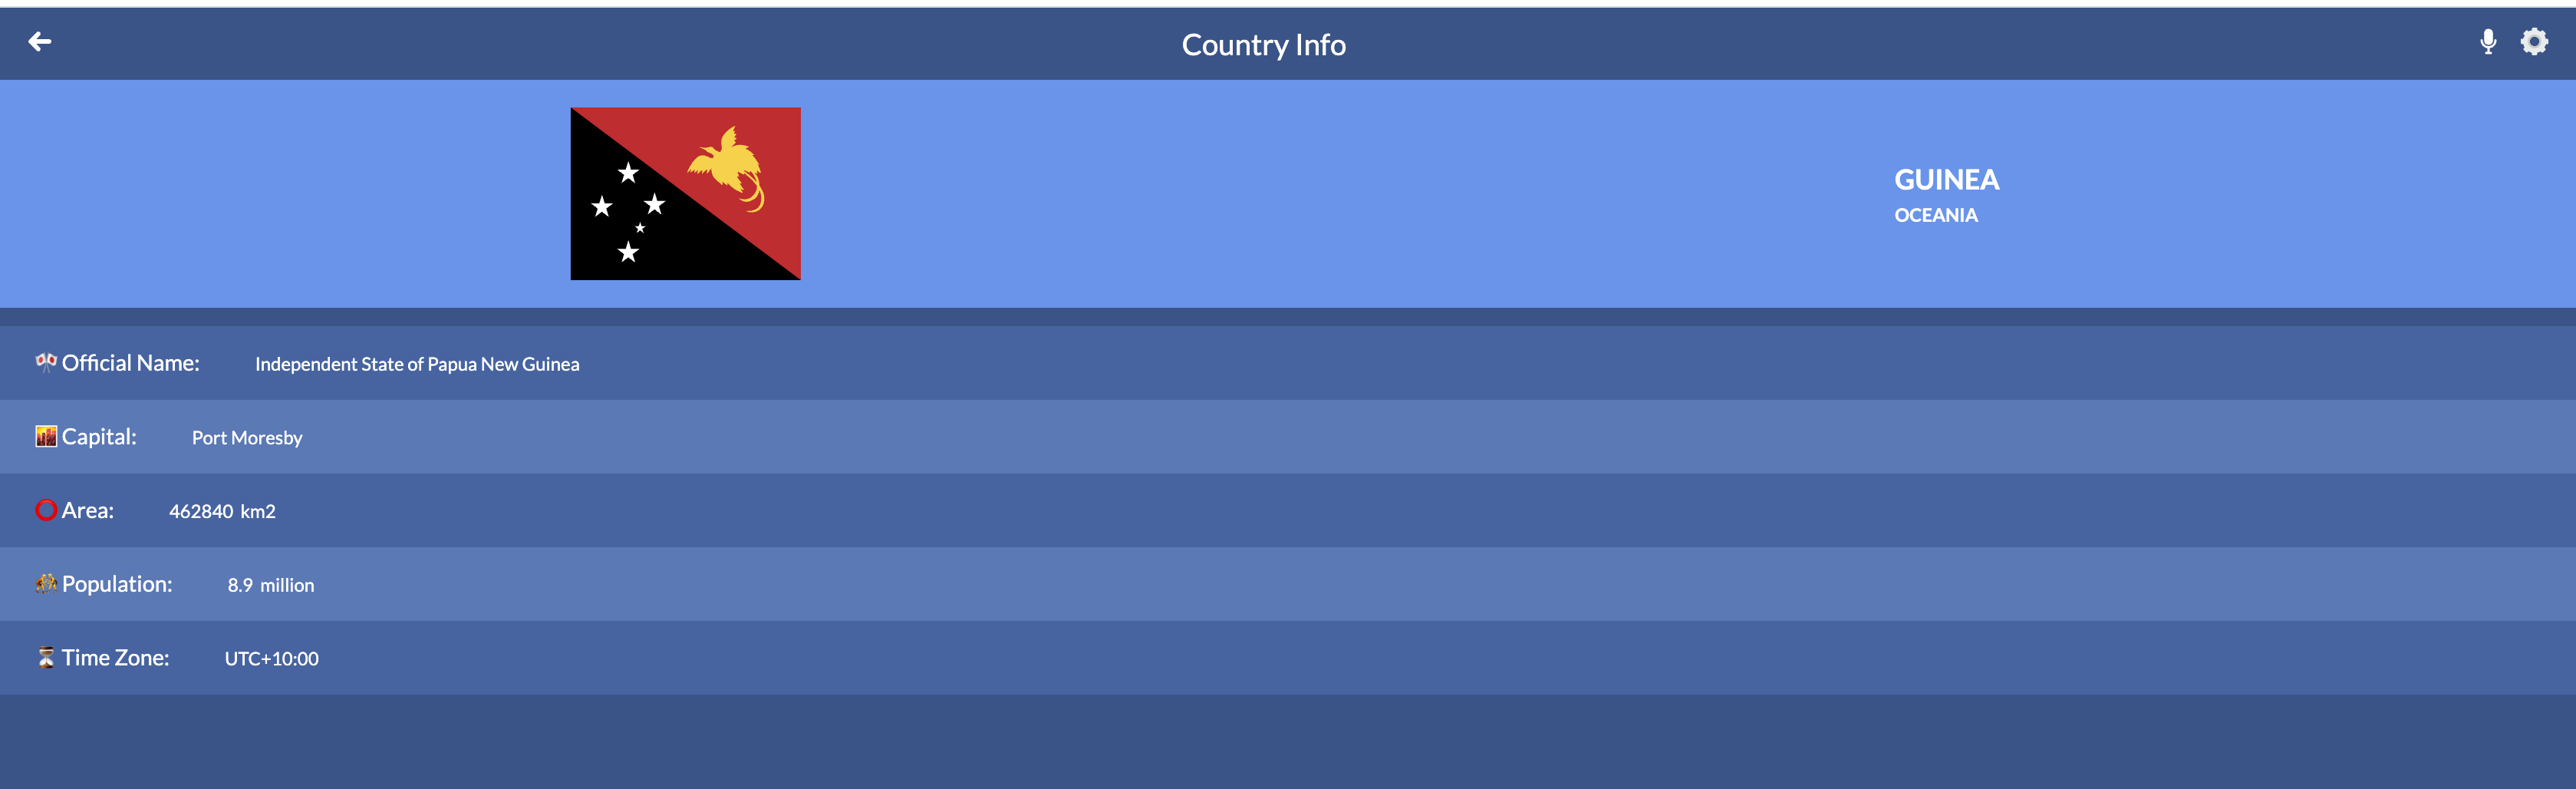 Country Info
GUINEA
OCEANIA
Official Name: Independent State of Papua New Guinea
Capital: Port Moresby
Area: 462840 km2
Population: 8.9 million
Time Zone: UTC+10:00